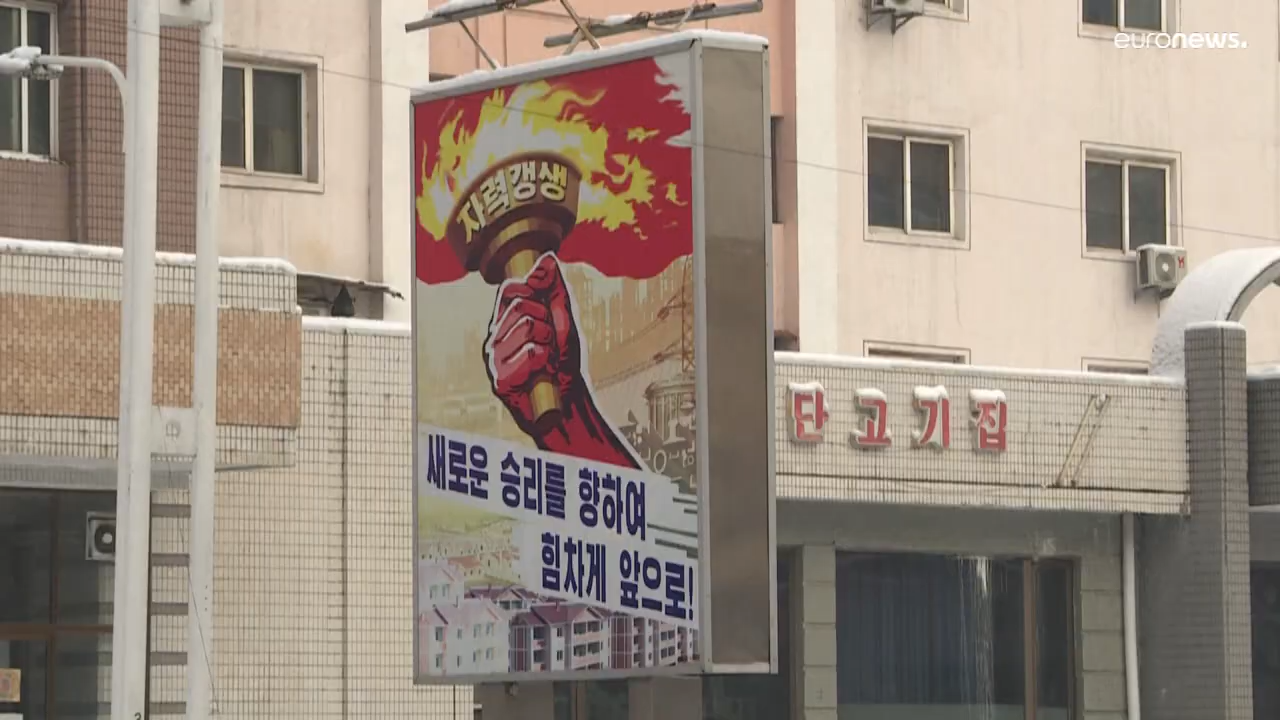 euronews.
자력갱생
새로운 승리를 향하여
힘차게 앞으로!
단고기집